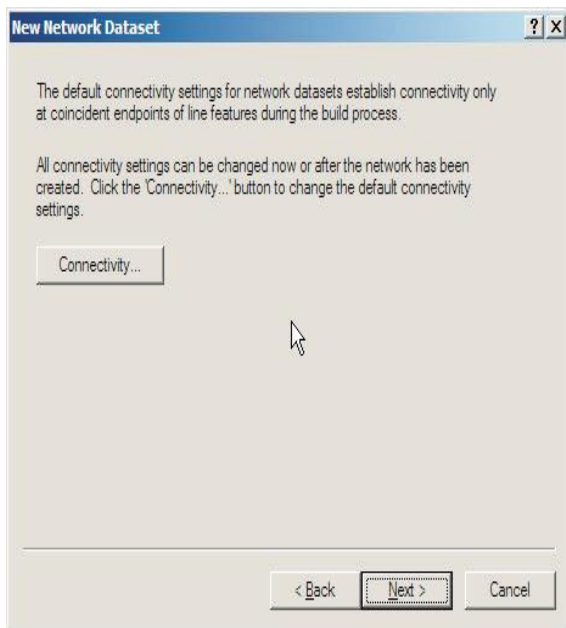 New Network Dataset
The default connectivity settings for network datasets establish connectivity only
at coincident endpoints of line features during the build process.
All connectivity settings can be changed now or after the network has been
created. Click the 'Connectivity...' button to change the default connectivity
settings.
Connectivity...
< Back Next > Cancel